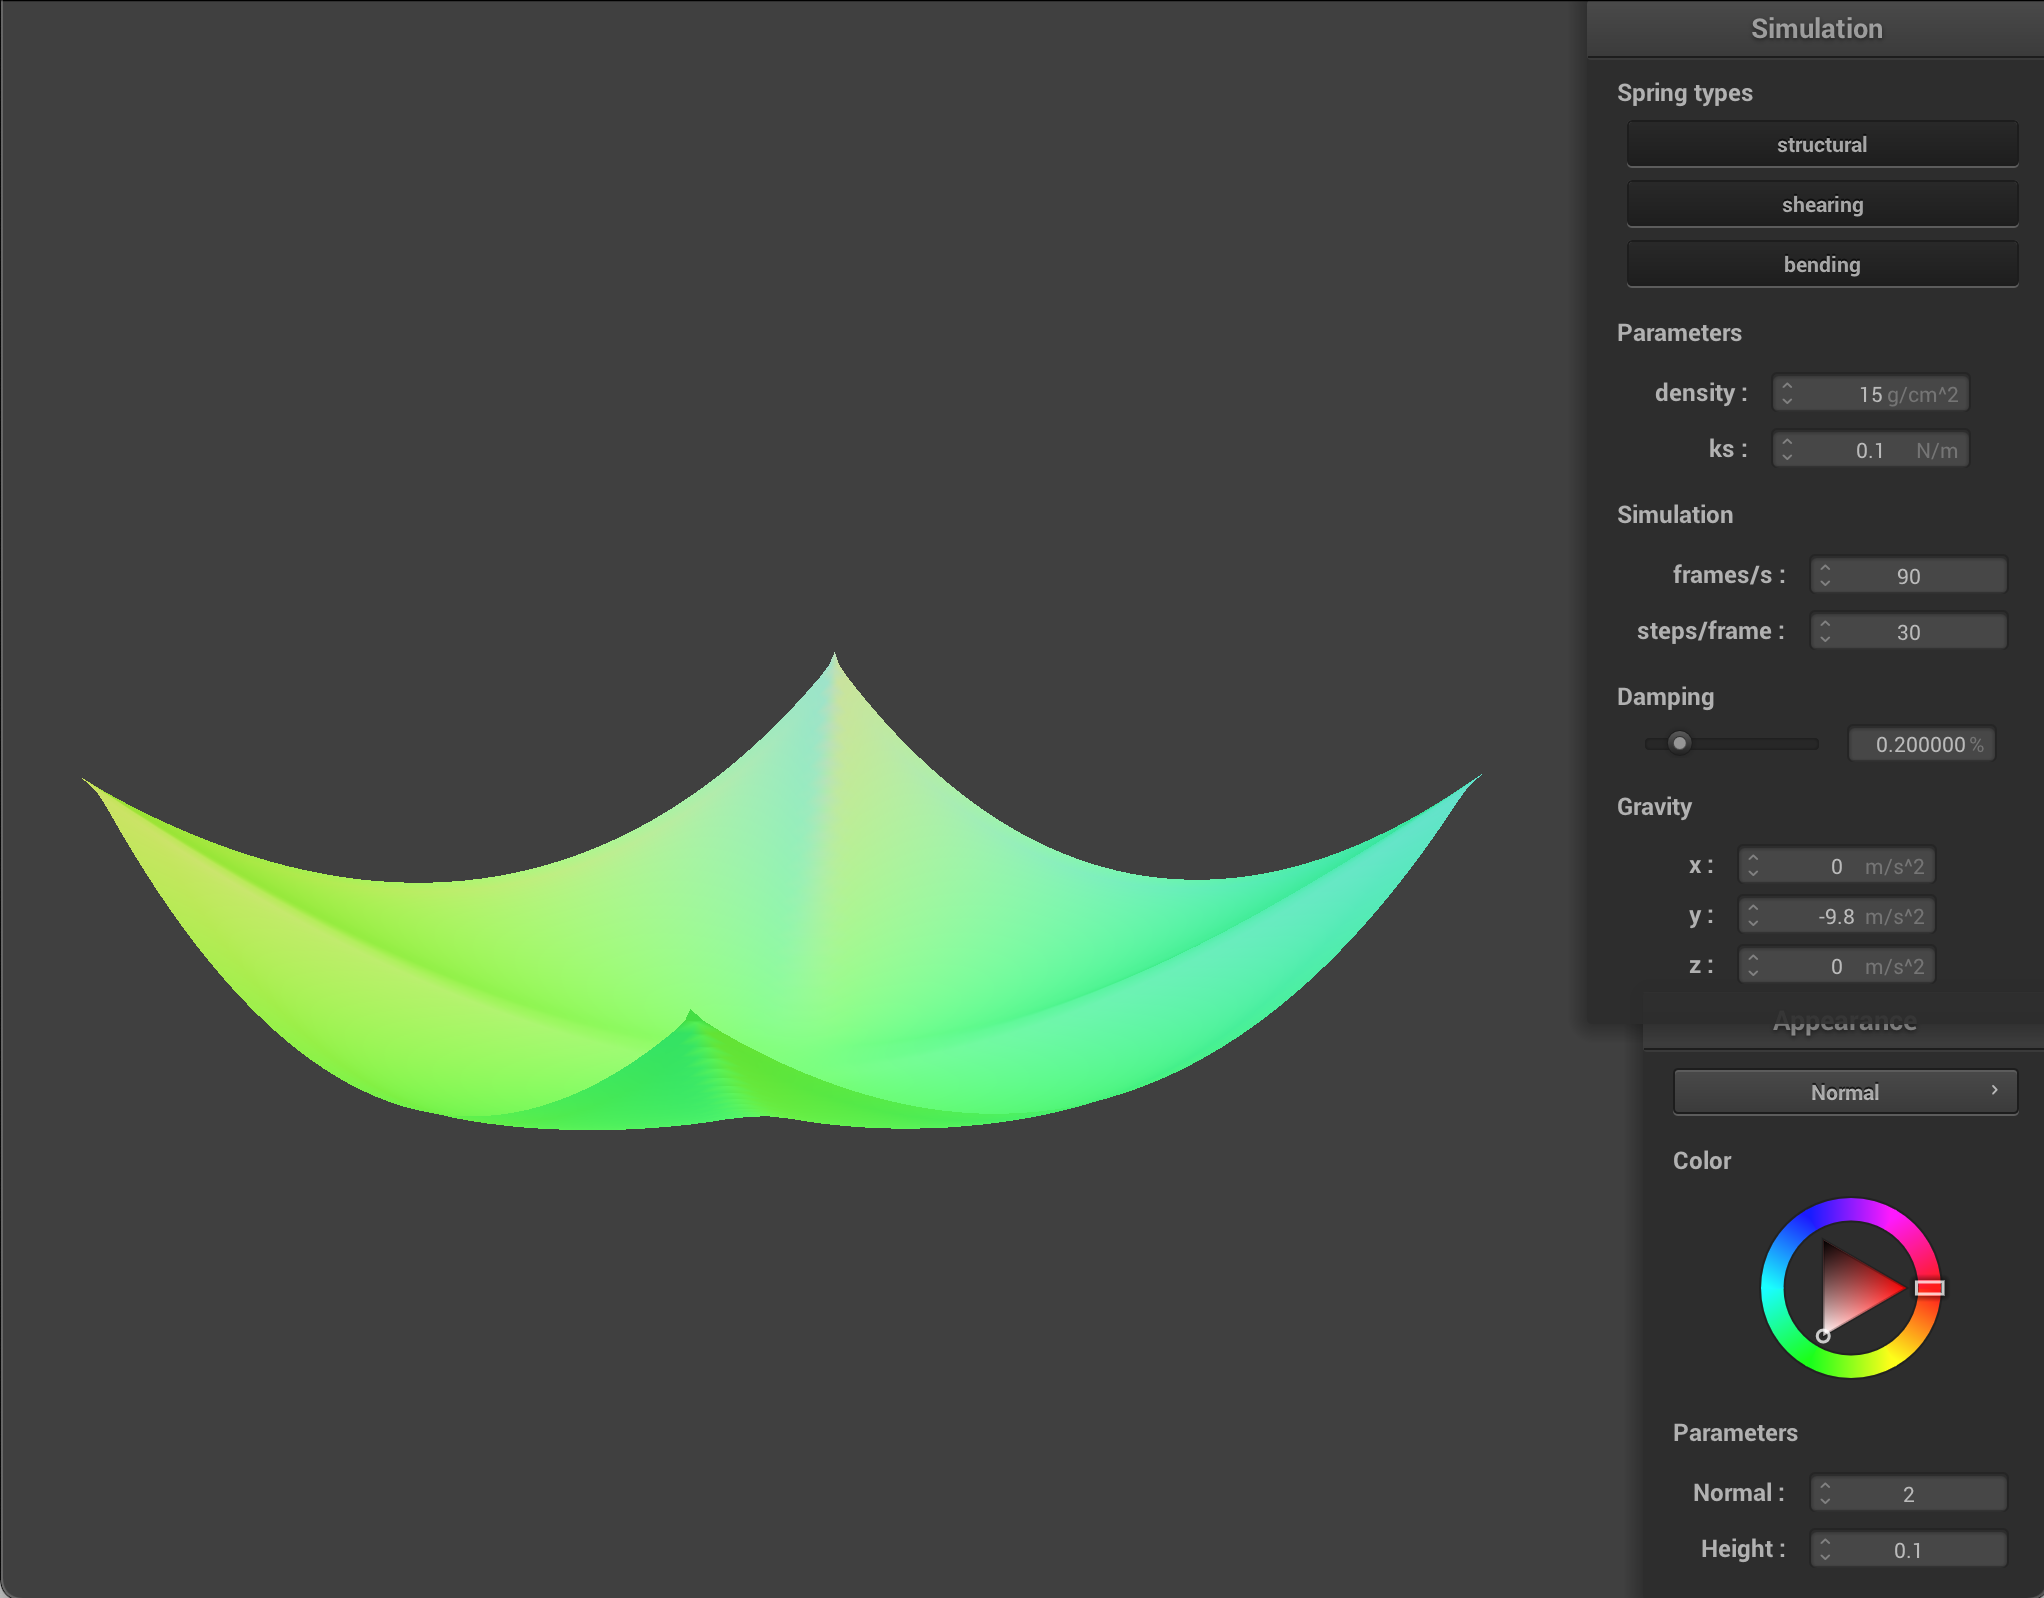 Simulation
Spring types
structural
shearing
bending
Parameters
density : 15 g/cm^2
ks : 0.1 N/m
Simulation
frames/s : 90
steps/frame : 30
Damping
0.200000 %
Gravity
x : 0 m/s^2
y : -9.8 m/s^2
z : 0 m/s^2
Appearance
Normal
Color
Parameters
Normal : 2
Height : 0.1